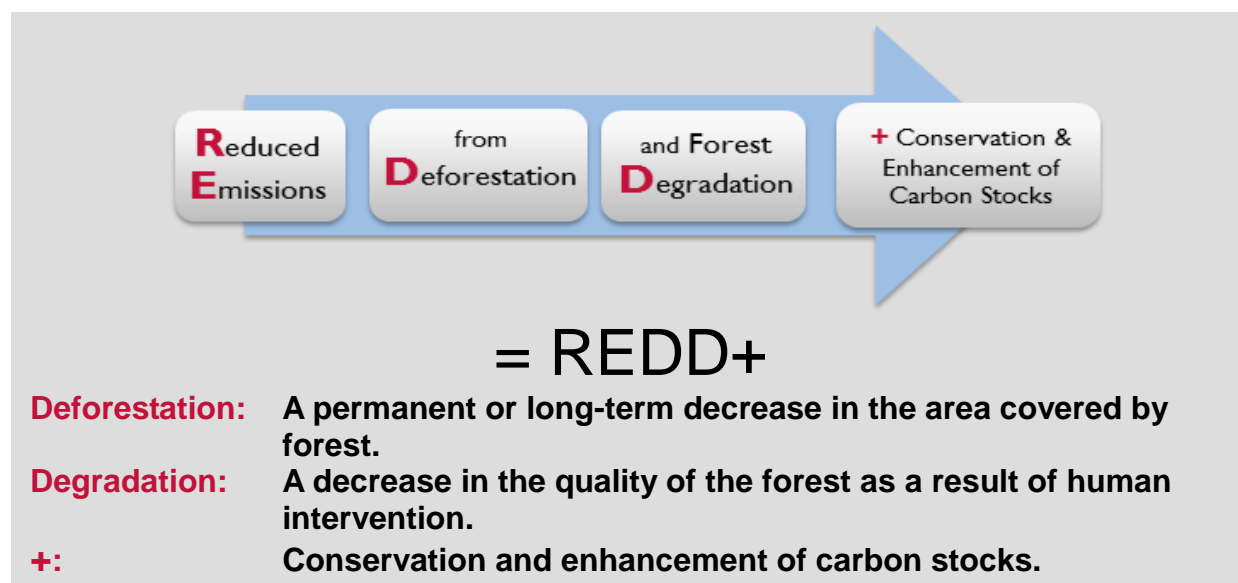 Reduced
Emissions
from
Deforestation
and Forest
Degradation
+ Conservation &
Enhancement of
Carbon Stocks
= REDD+
Deforestation: A permanent or long-term decrease in the area covered by
forest.
Degradation: A decrease in the quality of the forest as a result of human
intervention.
+: Conservation and enhancement of carbon stocks.